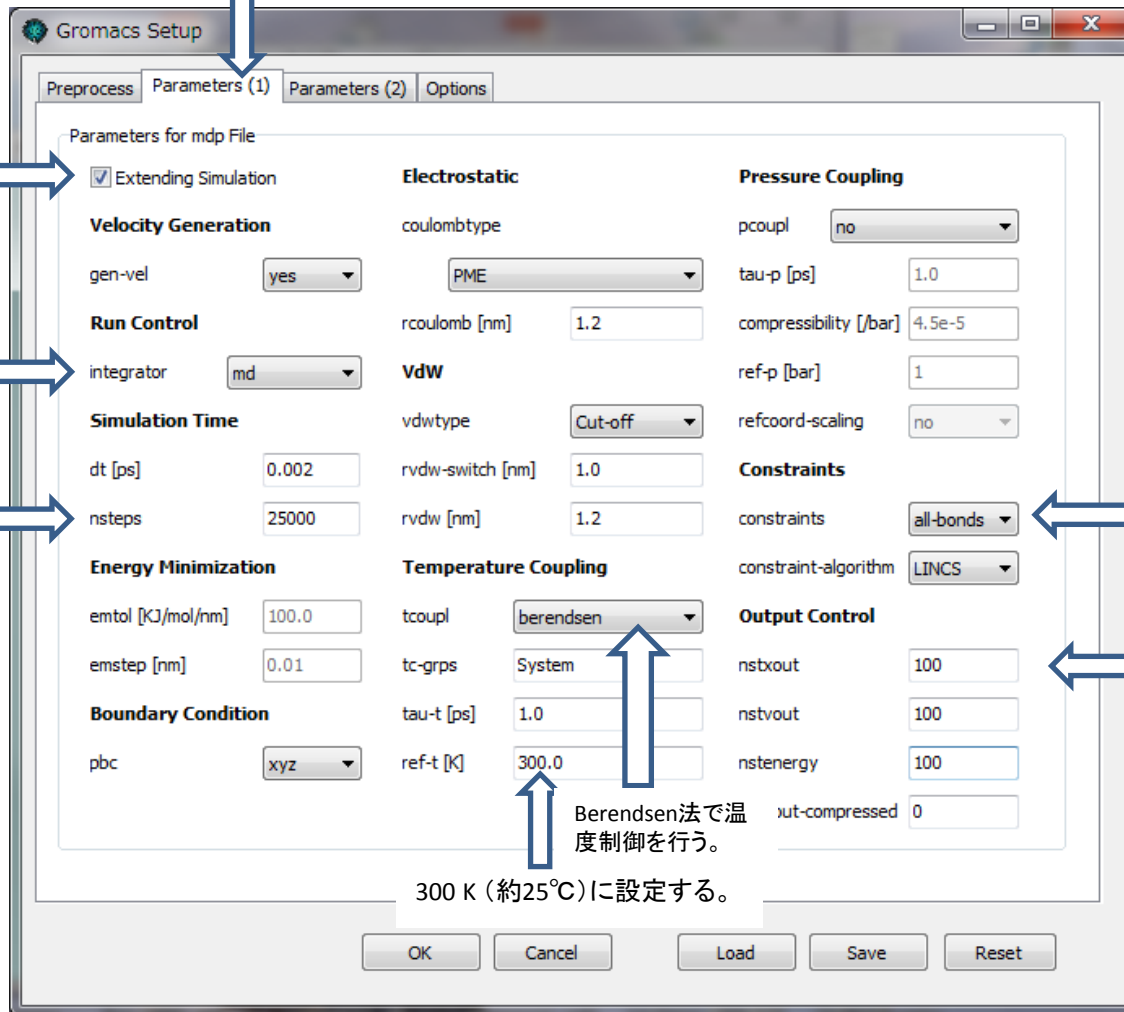 Gromacs Setup
Preprocess
Parameters (1)
Parameters (2)
Options
Parameters for mdp File
Extending Simulation
Velocity Generation
gen-vel
yes
Run Control
integrator
md
Simulation Time
dt [ps]
0.002
nsteps
25000
Energy Minimization
emtol [KJ/mol/nm]
100.0
emstep [nm]
0.01
Boundary Condition
pbc
xyz
Electrostatic
coulombtype
PME
rcoulomb [nm]
1.2
VdW
vdwtype
Cut-off
rvdw-switch [nm]
1.0
rvdw [nm]
1.2
Temperature Coupling
tcoupl
berendsen
tc-grps
System
tau-t [ps]
1.0
ref-t [K]
300.0
Pressure Coupling
pcoupl
no
tau-p [ps]
1.0
compressibility [/bar]
4.5e-5
ref-p [bar]
1
refcoord-scaling
no
Constraints
constraints
all-bonds
constraint-algorithm
LINCS
Output Control
nstxout
100
nstvout
100
nstenergy
100
out-compressed
0
Berendsen法で温
度制御を行う。
300 K（約25℃）に設定する。
OK
Cancel
Load
Save
Reset